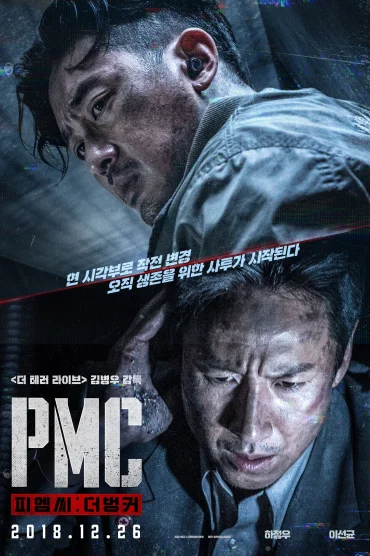 현 시각부로 작전 변경
오직 생존을 위한 사투가 시작된다
<더 테러 라이브> 김병우 감독
PMC
피엠씨:더벙커
2018.12.26
하정우 이선균